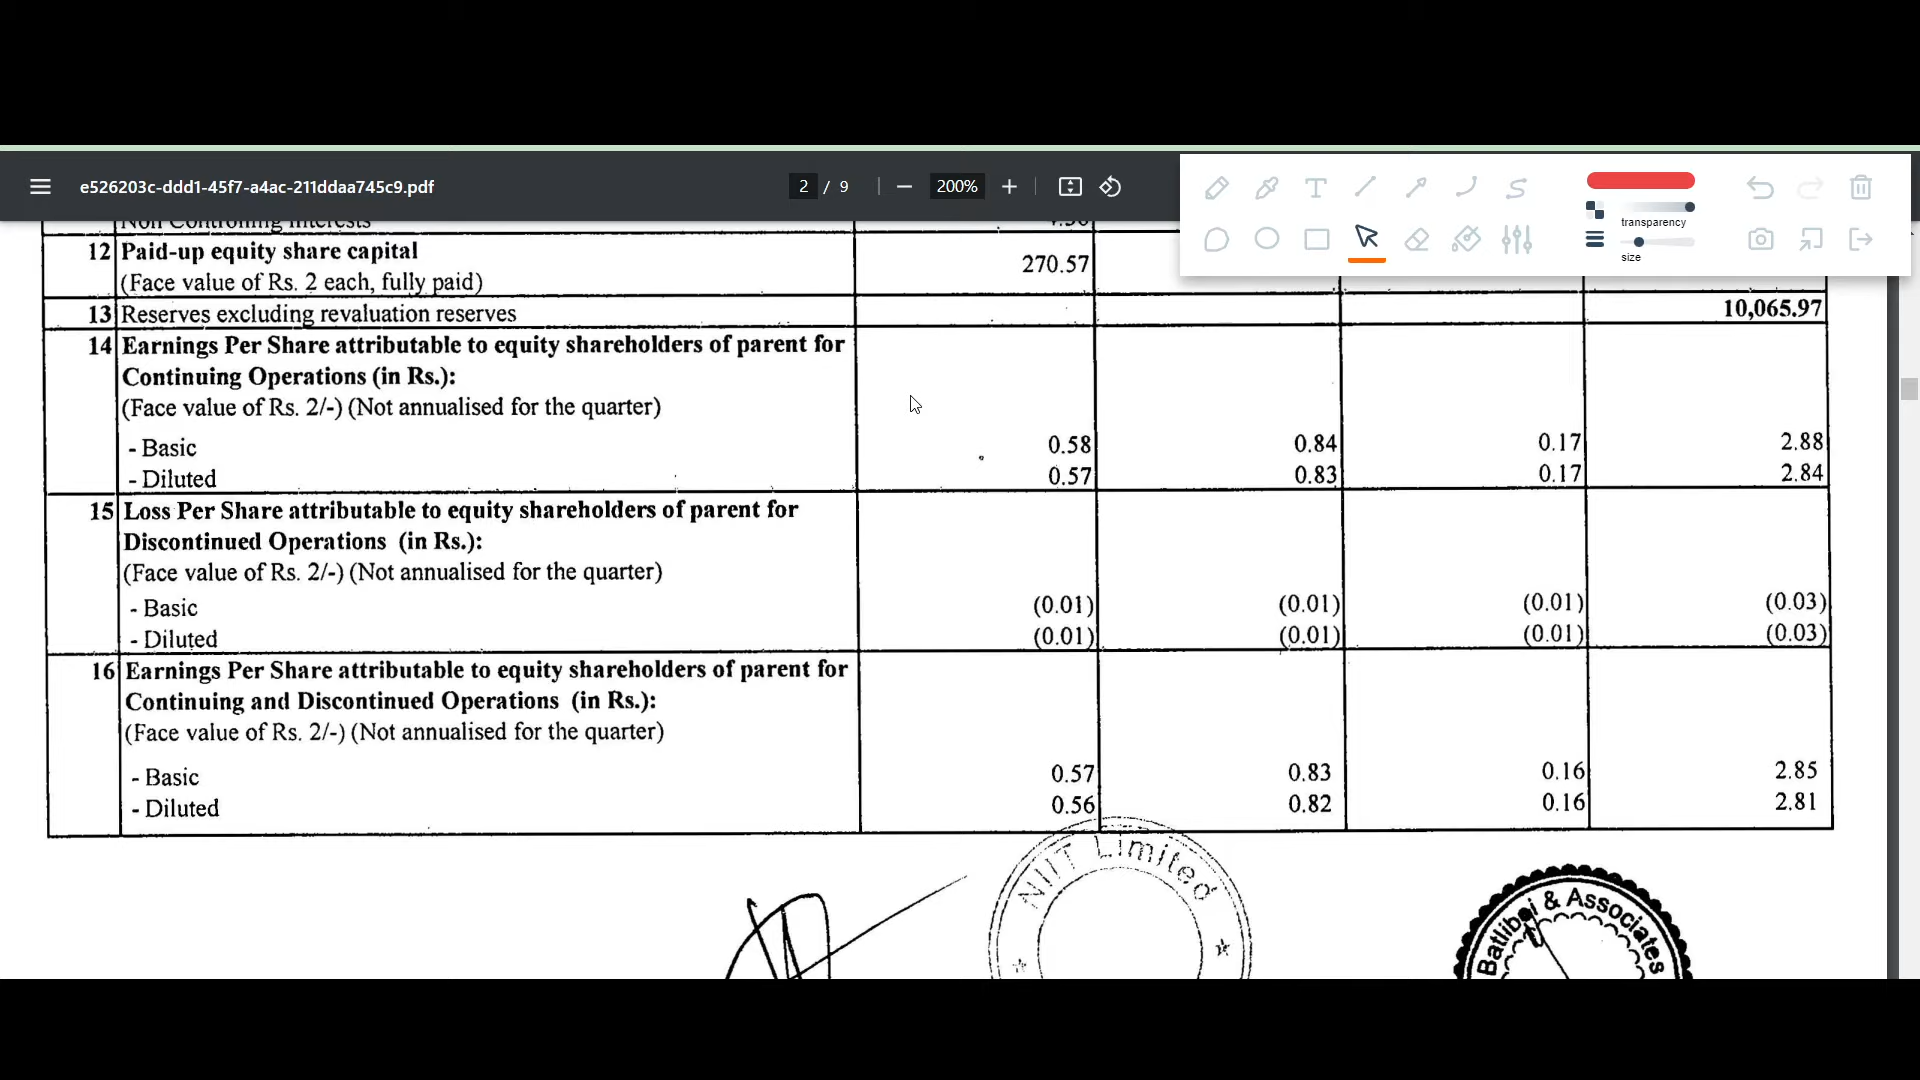 e526203c-ddd1-45f7-a4ac-211ddaa745c9.pdf
2 / 9
200%
transparency
size
Non Controlling Interests
12 Paid-up equity share capital
(Face value of Rs. 2 each, fully paid) 270.57
13 Reserves excluding revaluation reserves 10,065.97
14 Earnings Per Share attributable to equity shareholders of parent for
Continuing Operations (in Rs.):
(Face value of Rs. 2/-) (Not annualised for the quarter)
- Basic 0.58 0.84 0.17 2.88
- Diluted 0.57 0.83 0.17 2.84
15 Loss Per Share attributable to equity shareholders of parent for
Discontinued Operations (in Rs.):
(Face value of Rs. 2/-) (Not annualised for the quarter)
- Basic (0.01) (0.01) (0.01) (0.03)
- Diluted (0.01) (0.01) (0.01) (0.03)
16 Earnings Per Share attributable to equity shareholders of parent for
Continuing and Discontinued Operations (in Rs.):
(Face value of Rs. 2/-) (Not annualised for the quarter)
- Basic 0.57 0.83 0.16 2.85
- Diluted 0.56 0.82 0.16 2.81
NIIT Limited
Batliboi & Associates